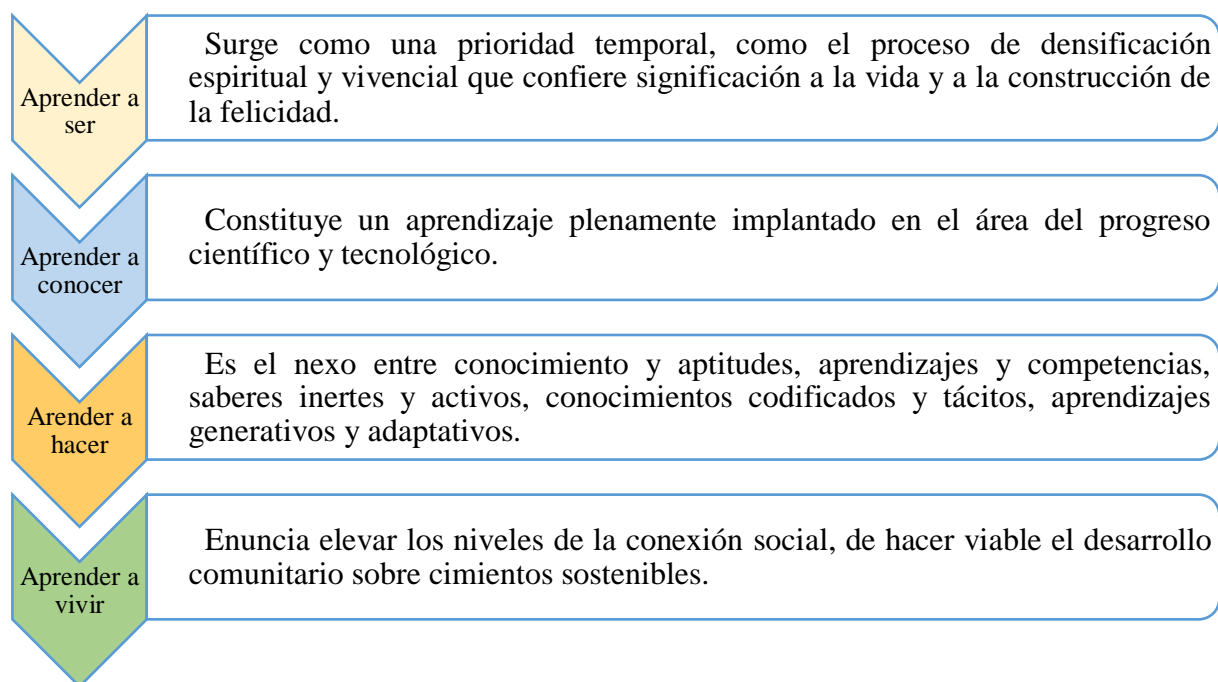 Aprender a
ser
Surge como una prioridad temporal, como el proceso de densificación
espiritual y vivencial que confiere significación a la vida y a la construcción de
la felicidad.
Aprender a
conocer
Constituye un aprendizaje plenamente implantado en el área del progreso
científico y tecnológico.
Arender a
hacer
Es el nexo entre conocimiento y aptitudes, aprendizajes y competencias,
saberes inertes y activos, conocimientos codificados y tácitos, aprendizajes
generativos y adaptativos.
Aprender a
vivir
Enuncia elevar los niveles de la conexión social, de hacer viable el desarrollo
comunitario sobre cimientos sostenibles.